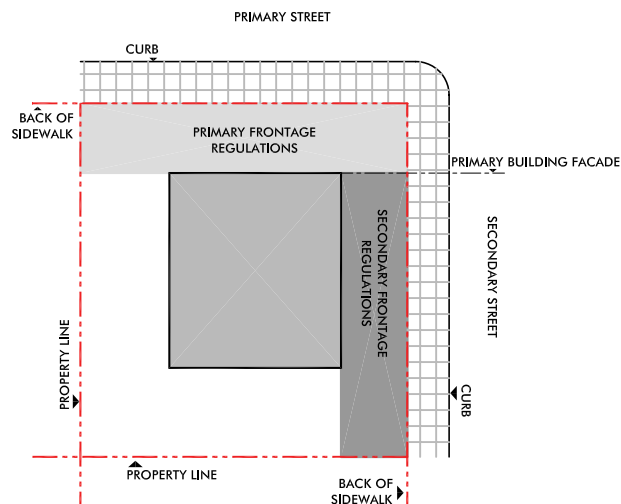 PRIMARY STREET
CURB
BACK OF
SIDEWALK
PRIMARY FRONTAGE
REGULATIONS
PRIMARY BUILDING FACADE
SECONDARY FRONTAGE
REGULATIONS
SECONDARY STREET
PROPERTY LINE
CURB
PROPERTY LINE
BACK OF
SIDEWALK